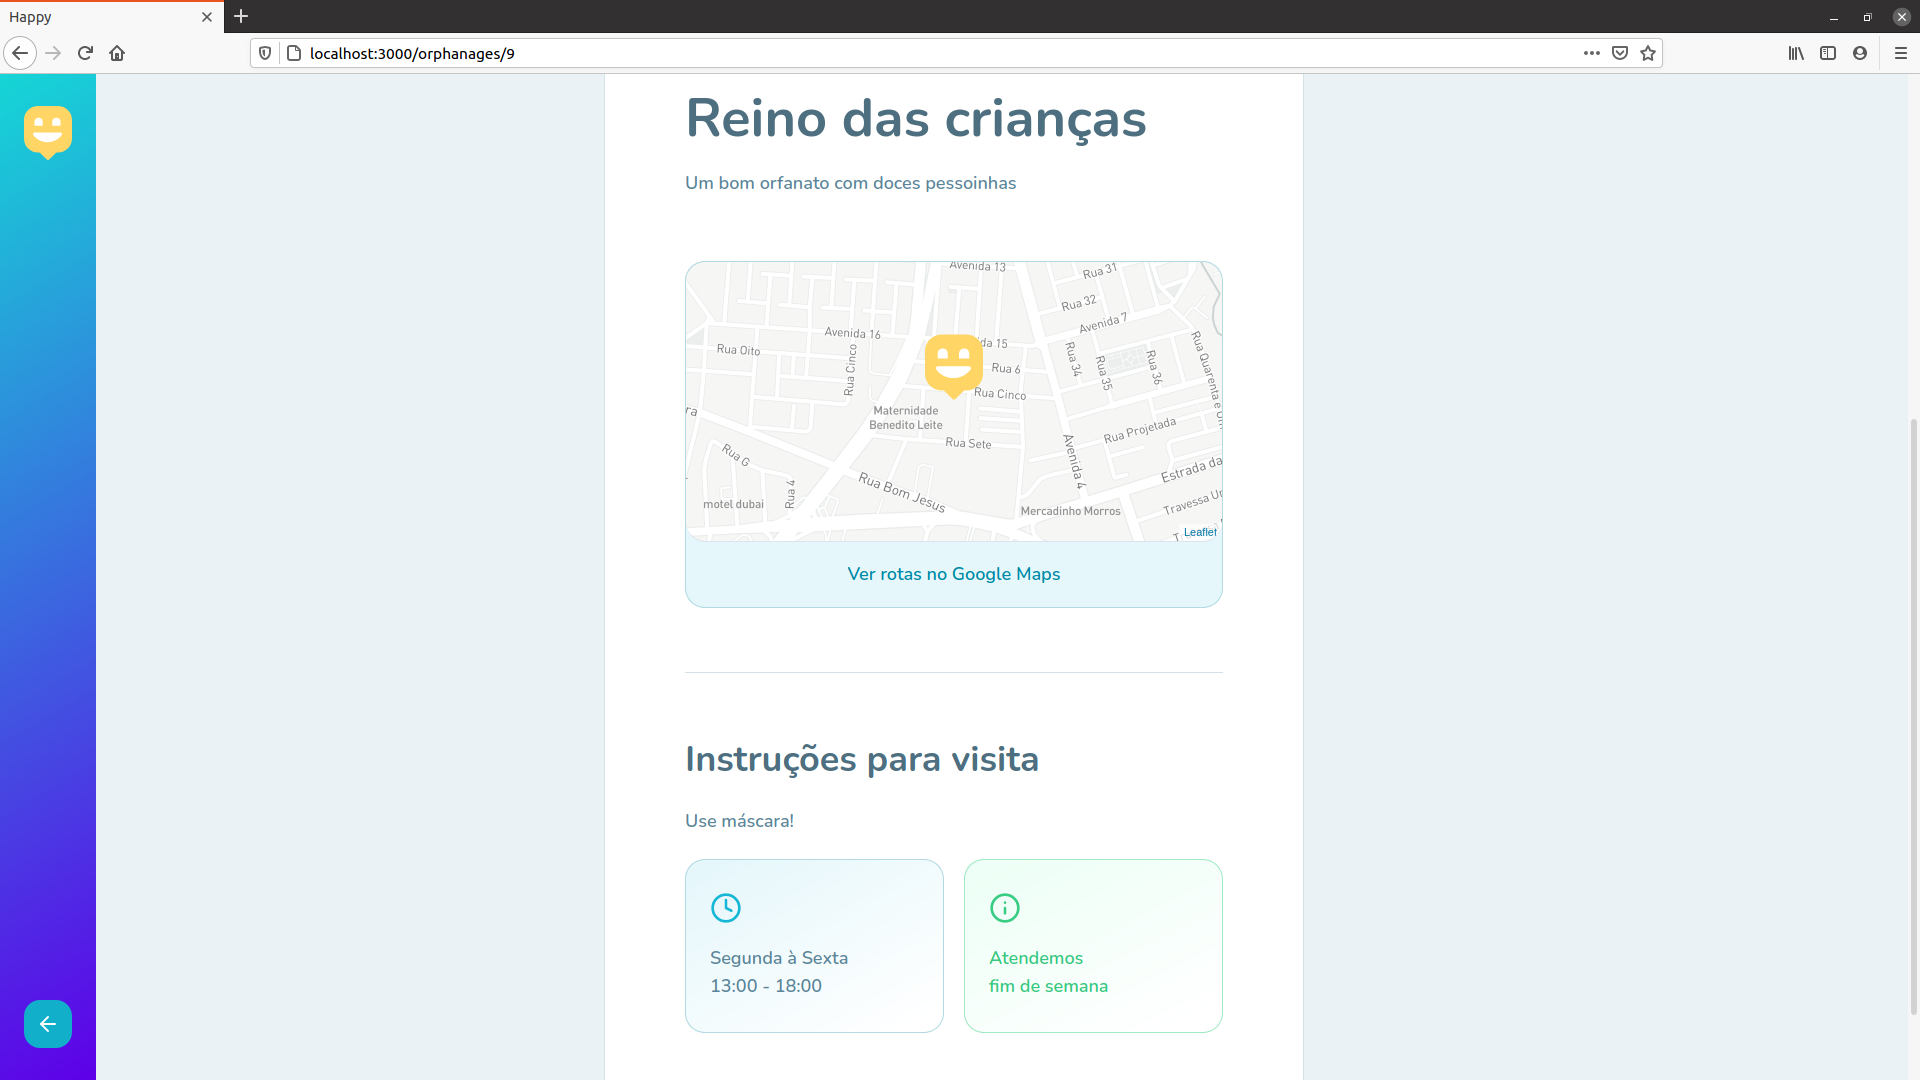 Happy
localhost:3000/orphanages/9
Reino das crianças
Um bom orfanato com doces pessoinhas
Avenida 13
Rua 31
Rua 32
Avenida 7
Avenida 16
da 15
Rua Oito
Rua Cinco
Rua 6
Rua 34
Rua 35
Rua 36
Rua Quarenta e
Rua Cinco
Maternidade
Benedito Leite
ra
Rua Projetada
Rua Sete
Rua G
Avenida 4
Estrada da
Rua 4
Rua Bom Jesus
motel dubai
Mercadinho Morros
Travessa
Leaflet
Ver rotas no Google Maps
Instruções para visita
Use máscara!
Segunda à Sexta
13:00 - 18:00
Atendemos
fim de semana